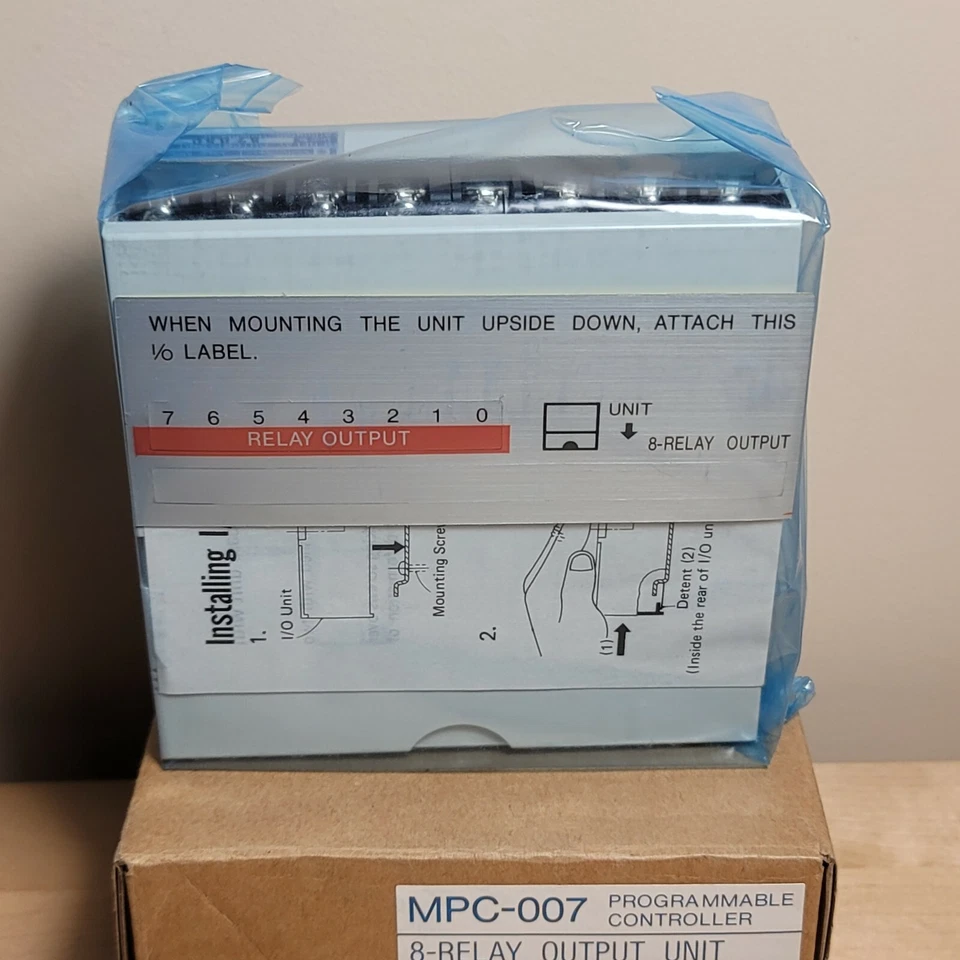 WHEN MOUNTING THE UNIT UPSIDE DOWN, ATTACH THIS
I/O LABEL.
7 6 5 4 3 2 1 0
RELAY OUTPUT
UNIT
8-RELAY OUTPUT
Installing
1.
I/O Unit
Mounting
2.
(1)
Detent (2)
(Inside the rear of I/O
MPC-007
PROGRAMMABLE
CONTROLLER
8-RELAY OUTPUT UNIT